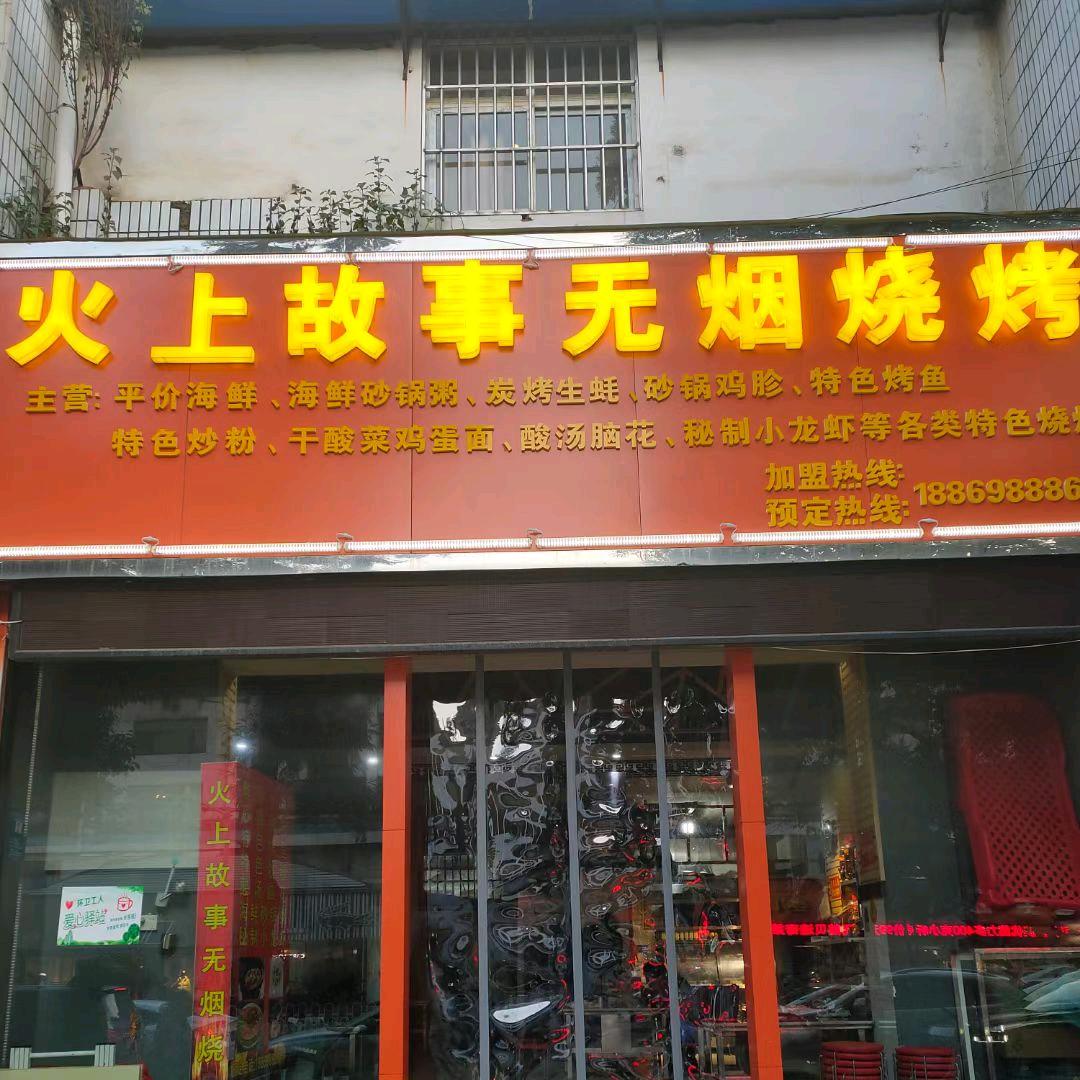 火上故事无烟烧烤
主营: 平价海鲜、海鲜砂锅粥、炭烤生蚝、砂锅鸡胗、特色烤鱼
特色炒粉、干酸菜鸡蛋面、酸汤脑花、秘制小龙虾等各类特色烧
加盟热线:
预定热线:
188698886
火上故事无烟烧
环卫工人
爱心驿站